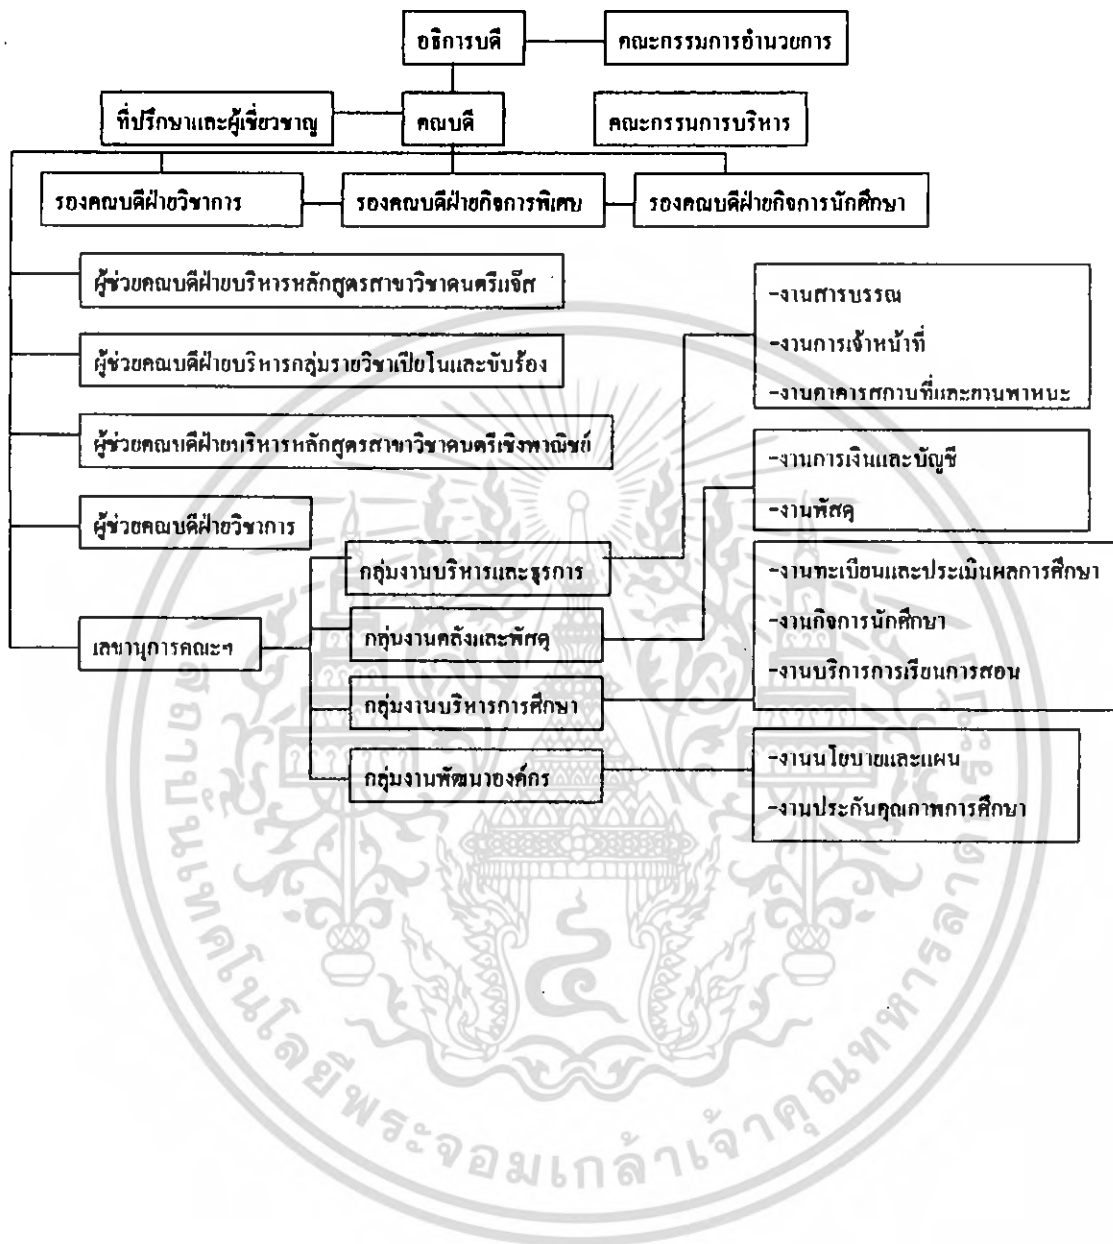 อธิการบดี
คณะกรรมการอำนวยการ
ที่ปรึกษาและผู้เชี่ยวชาญ
คณบดี
คณะกรรมการบริหาร
รองคณบดีฝ่ายวิชาการ
รองคณบดีฝ่ายกิจการพิเศษ
รองคณบดีฝ่ายกิจการนักศึกษา
ผู้ช่วยคณบดีฝ่ายบริหารหลักสูตรสาขาวิชาดนตรีแจ๊ส
ผู้ช่วยคณบดีฝ่ายบริหารกลุ่มรายวิชาเปียโนและขับร้อง
ผู้ช่วยคณบดีฝ่ายบริหารหลักสูตรสาขาวิชาดนตรีเชิงพาณิชย์
ผู้ช่วยคณบดีฝ่ายวิชาการ
เลขานุการคณะฯ
กลุ่มงานบริหารและธุรการ
กลุ่มงานคลังและพัสดุ
กลุ่มงานบริหารการศึกษา
กลุ่มงานพัฒนาองค์กร
-งานสารบรรณ
-งานการเจ้าหน้าที่
-งานอาคารสถานที่และยานพาหนะ
-งานการเงินและบัญชี
-งานพัสดุ
-งานทะเบียนและประเมินผลการศึกษา
-งานกิจการนักศึกษา
-งานบริการการเรียนการสอน
-งานนโยบายและแผน
-งานประกันคุณภาพการศึกษา
สถาบันเทคโนโลยีพระจอมเกล้าเจ้าคุณทหารลาดกระบัง